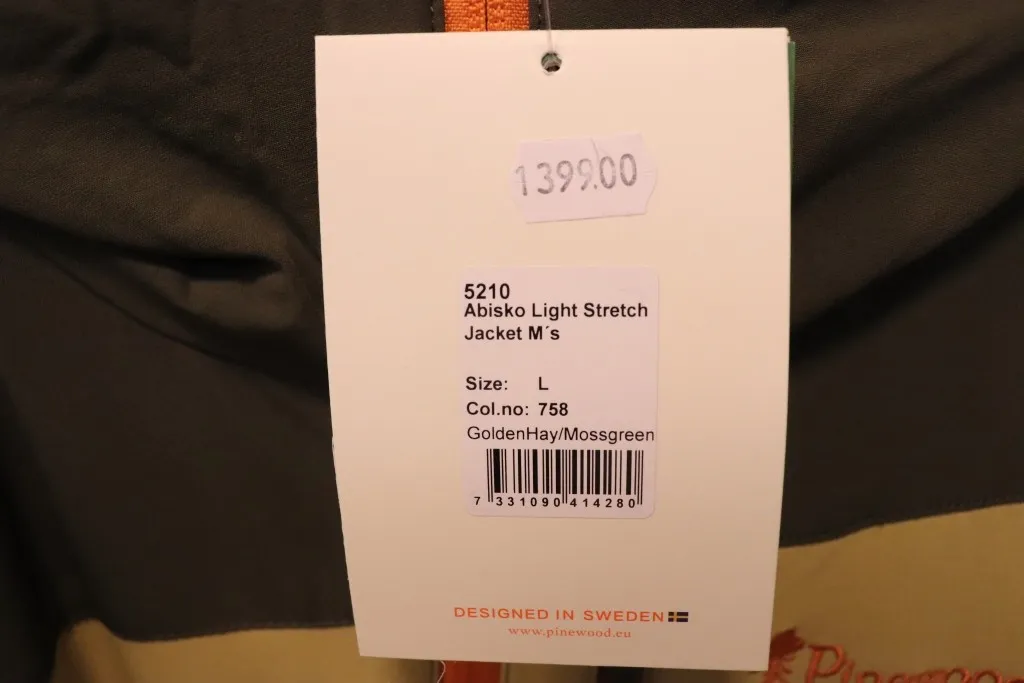 1399.00
5210
Abisko Light Stretch
Jacket M´s
Size: L
Col.no: 758
GoldenHay/Mossgreen
7 331090 414280
DESIGNED IN SWEDEN
www.pinewood.eu